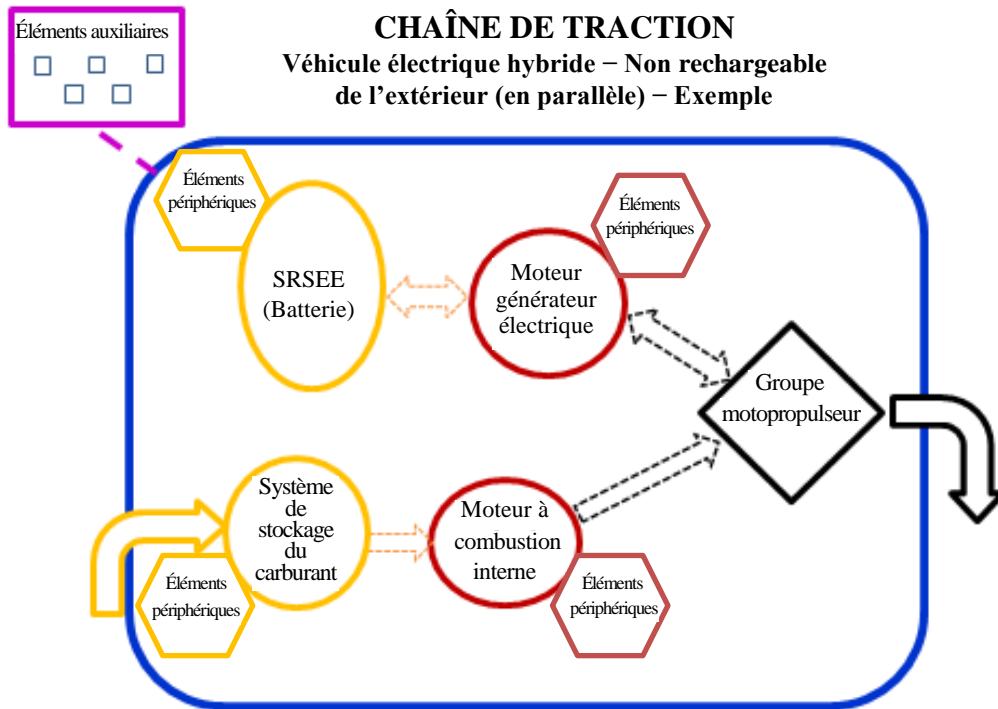 Éléments auxiliaires
CHAÎNE DE TRACTION
Véhicule électrique hybride – Non rechargeable
de l’extérieur (en parallèle) – Exemple
Éléments
périphériques
SRSEE
(Batterie)
Éléments
périphériques
Moteur
générateur
électrique
Groupe
motopropulseur
Système
de
stockage
du
carburant
Éléments
périphériques
Moteur à
combustion
interne
Éléments
périphériques